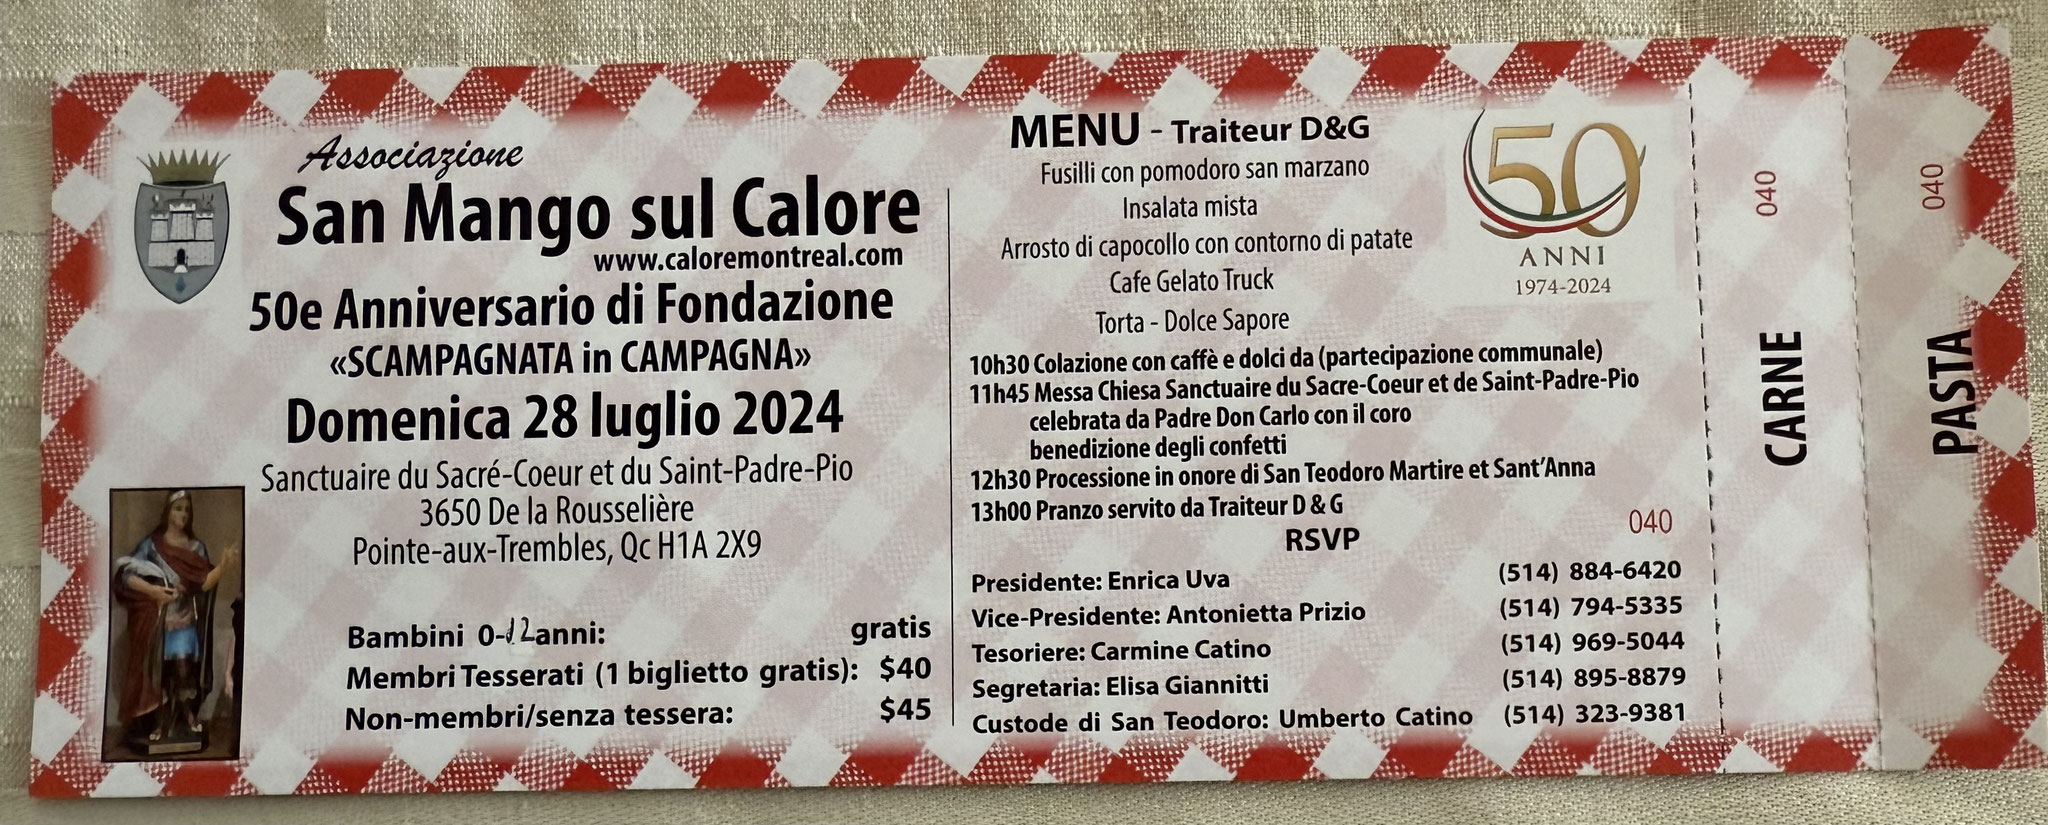 Associazione
San Mango sul Calore
www.caloremontreal.com
50e Anniversario di Fondazione
«SCAMPAGNATA in CAMPAGNA»
Domenica 28 luglio 2024
Sanctuaire du Sacré-Coeur et du Saint-Padre-Pio
3650 De la Rousselière
Pointe-aux-Trembles, Qc H1A 2X9
Bambini 0-12anni: gratis
Membri Tesserati (1 biglietto gratis): $40
Non-membri/senza tessera: $45
MENU - Traiteur D&G
Fusilli con pomodoro san marzano
Insalata mista
Arrosto di capocollo con contorno di patate
Cafe Gelato Truck
Torta - Dolce Sapore
50
ANNI
1974-2024
10h30 Colazione con caffè e dolci da (partecipazione communale)
11h45 Messa Chiesa Sanctuaire du Sacre-Coeur et de Saint-Padre-Pio
celebrata da Padre Don Carlo con il coro
benedizione degli confetti
12h30 Processione in onore di San Teodoro Martire et Sant'Anna
13h00 Pranzo servito da Traiteur D & G
RSVP
040
Presidente: Enrica Uva (514) 884-6420
Vice-Presidente: Antonietta Prizio (514) 794-5335
Tesoriere: Carmine Catino (514) 969-5044
Segretaria: Elisa Giannitti (514) 895-8879
Custode di San Teodoro: Umberto Catino (514) 323-9381
CARNE 040
PASTA 040